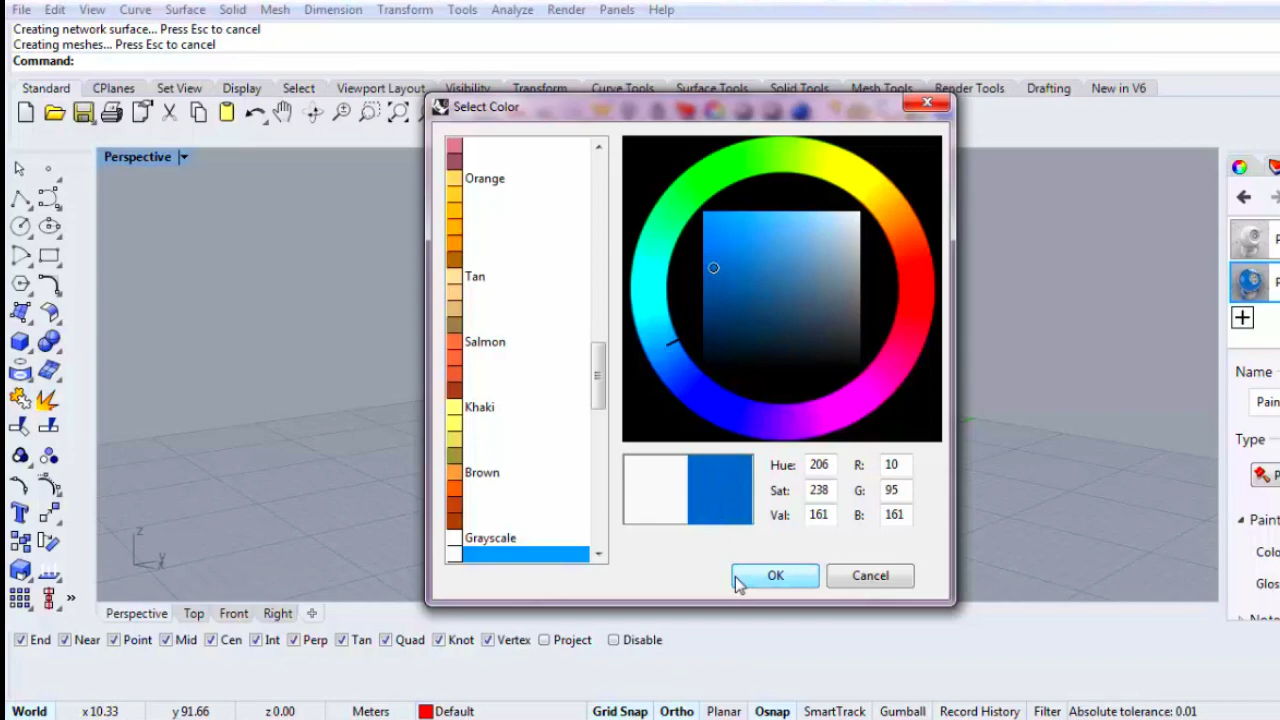 File Edit View Curve Surface Solid Mesh Dimension Transform Tools Analyze Render Panels Help
Creating network surface... Press Esc to cancel
Creating meshes... Press Esc to cancel
Command:
Standard CPlanes Set View Display Select Viewport Layout Visibility Transform Curve Tools Surface Tools Solid Tools Mesh Tools Render Tools Drafting New in V6
Select Color
Perspective
Orange
Tan
Salmon
Khaki
Brown
Grayscale
Hue: 206 R: 10
Sat: 238 G: 95
Val: 161 B: 161
OK Cancel
Name
Pain
Type
P
Paint
Colo
Glos
z
y
Perspective Top Front Right
End Near Point Mid Cen Int Perp Tan Quad Knot Vertex Project Disable
World x 10.33 y 91.66 z 0.00 Meters Default Grid Snap Ortho Planar Osnap SmartTrack Gumball Record History Filter Absolute tolerance: 0.01